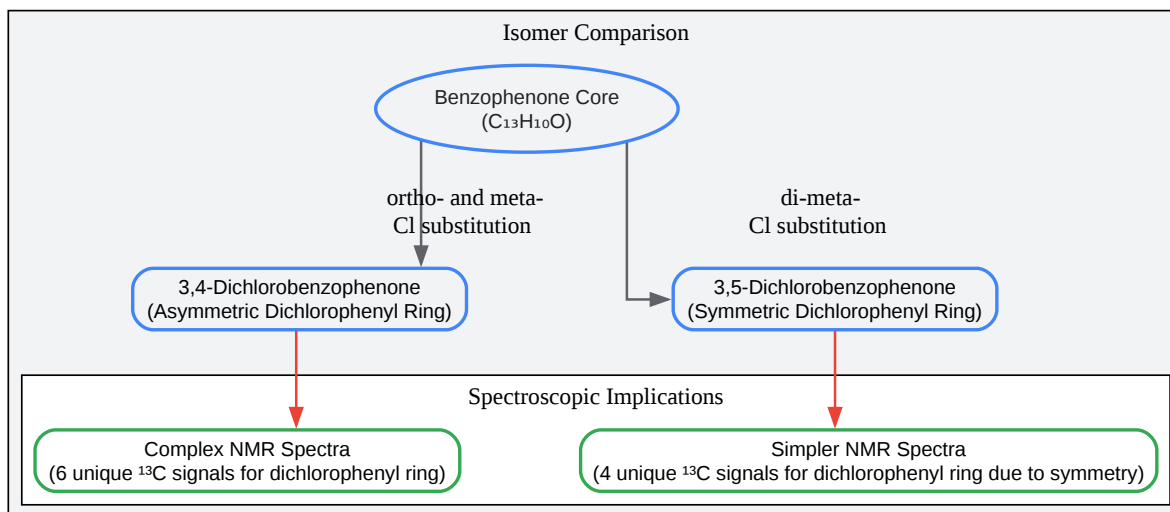 Isomer Comparison
Benzophenone Core
(C₁₃H₁₀O)
ortho- and meta-
Cl substitution
di-meta-
Cl substitution
3,4-Dichlorobenzophenone
(Asymmetric Dichlorophenyl Ring)
3,5-Dichlorobenzophenone
(Symmetric Dichlorophenyl Ring)
Spectroscopic Implications
Complex NMR Spectra
(6 unique ¹³C signals for dichlorophenyl ring)
Simpler NMR Spectra
(4 unique ¹³C signals for dichlorophenyl ring due to symmetry)